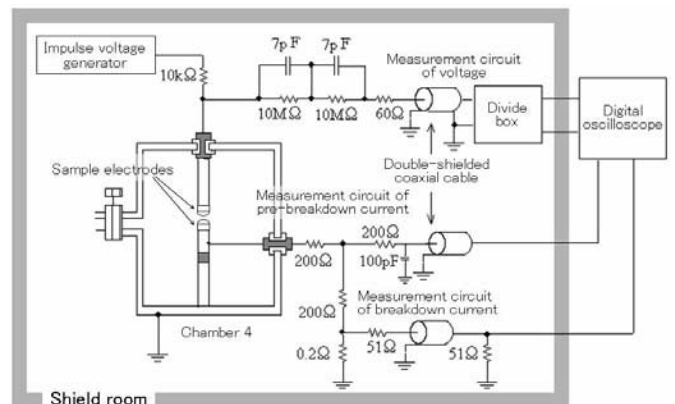 Impulse voltage
generator
10kΩ
7pF
7pF
10MΩ
10MΩ
60Ω
Measurement circuit
of voltage
Divide
box
Digital
oscilloscope
Double-shielded
coaxial cable
Sample electrodes
Measurement circuit of
pre-breakdown current
200Ω
200Ω
100pF
200Ω
Measurement circuit
of breakdown current
0.2Ω
51Ω
51Ω
Chamber 4
Shield room